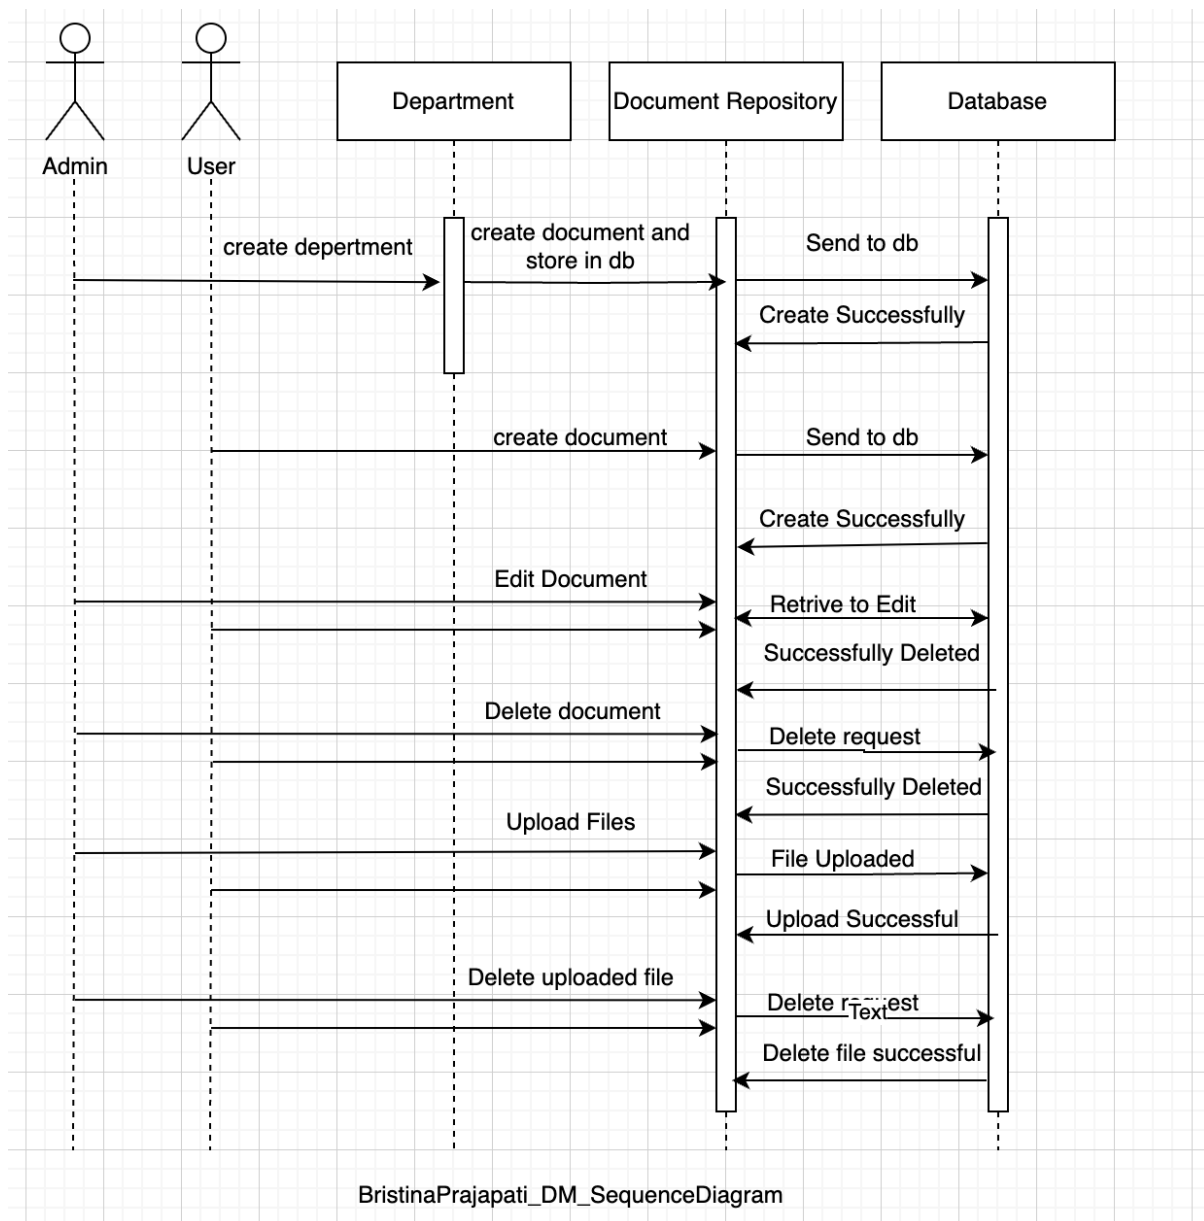 Department
Document Repository
Database
Admin
User
create depertment
create document and
store in db
Send to db
Create Successfully
create document
Send to db
Create Successfully
Edit Document
Retrive to Edit
Successfully Deleted
Delete document
Delete request
Successfully Deleted
Upload Files
File Uploaded
Upload Successful
Delete uploaded file
Delete request
Text
Delete file successful
BristinaPrajapati_DM_SequenceDiagram